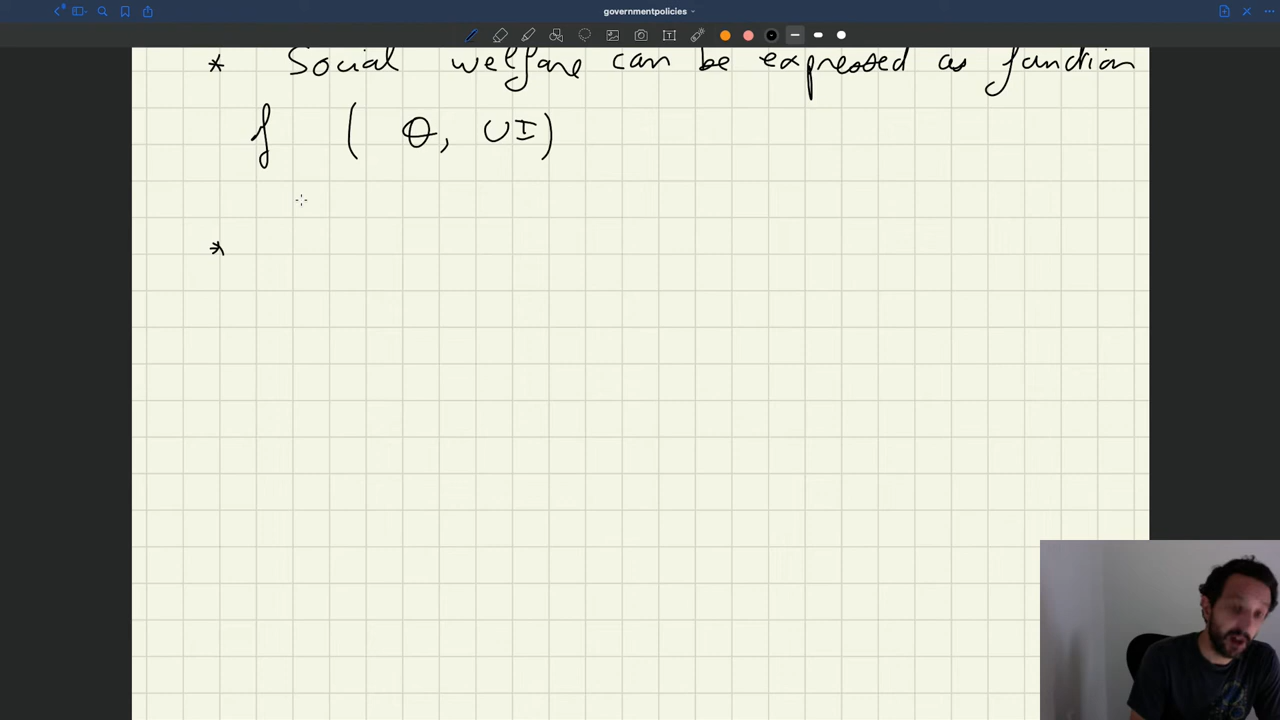 governmentpolicies
* Social welfare can be expressed as function
f ( θ, UI)
*